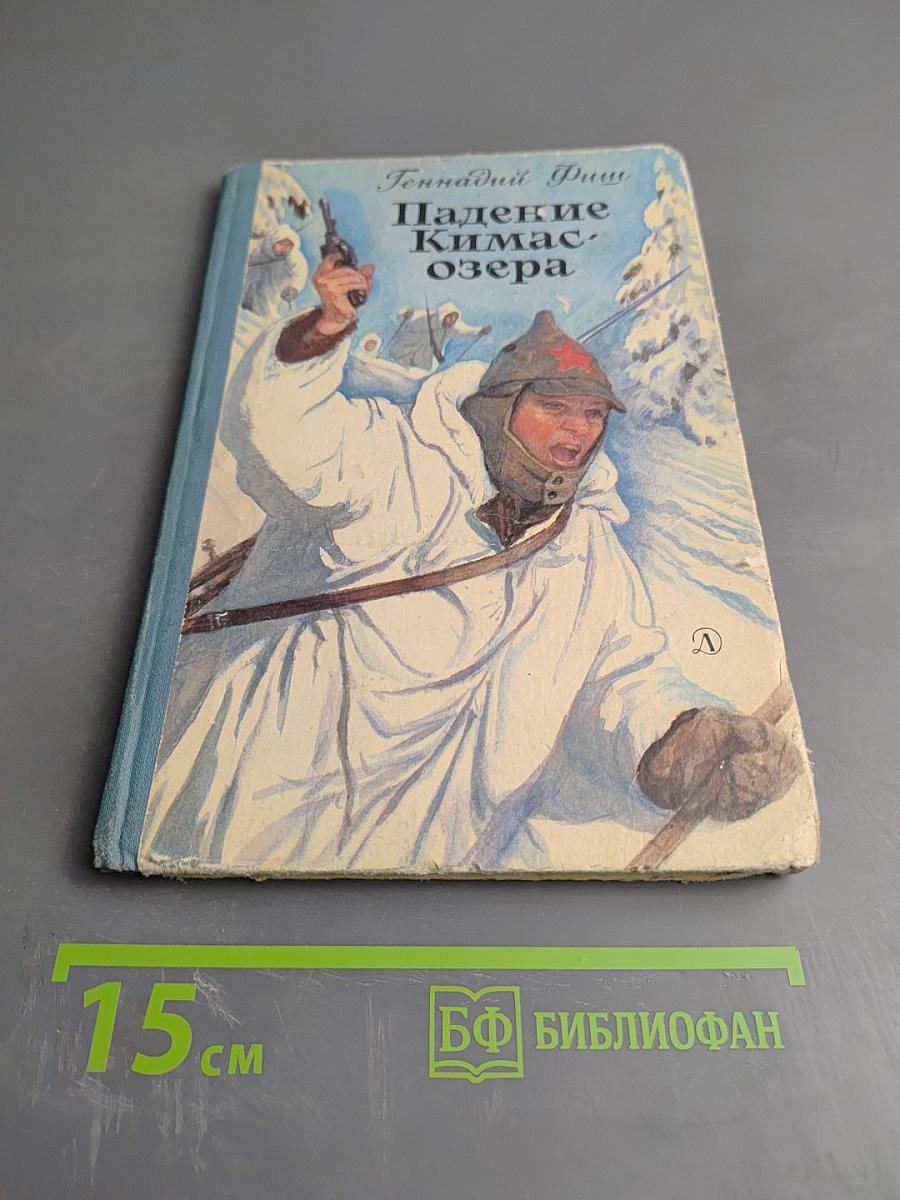 Геннадий Фиш
Падение
Кимас-
озера
Д
15 см
БФ БИБЛИОФАН